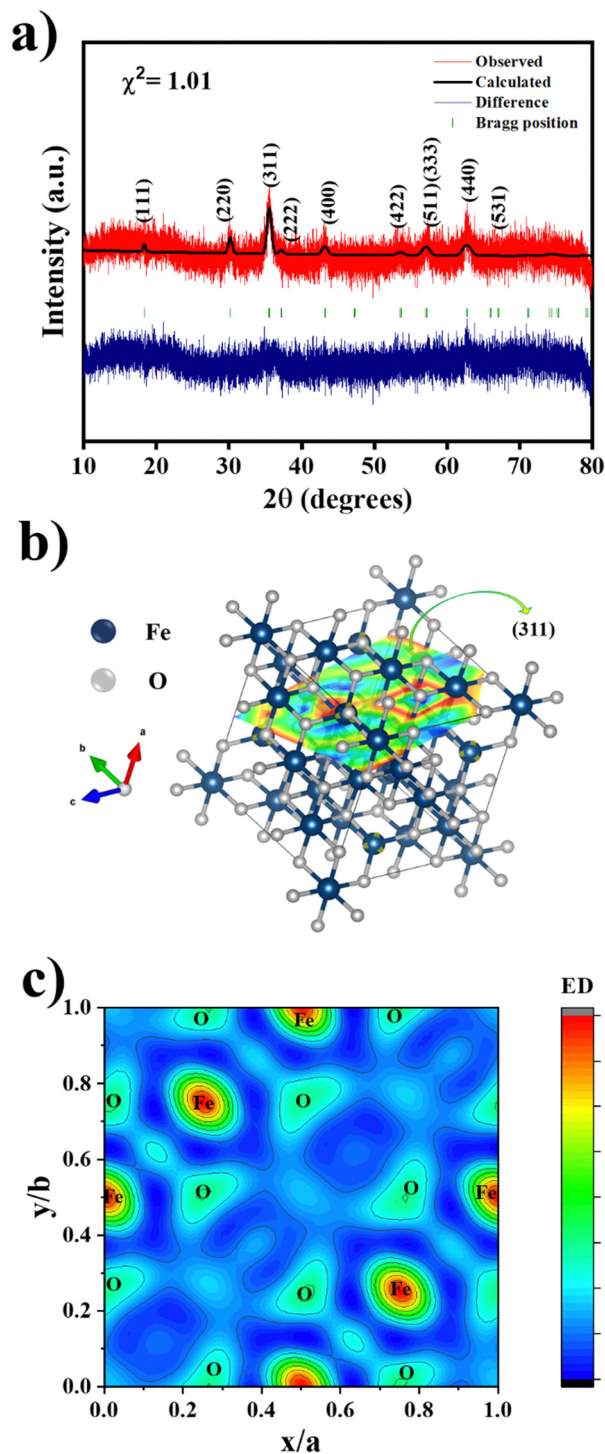 a)
χ²= 1.01
Observed
Calculated
Difference
Bragg position
(111)
(220)
(311)
(222)
(400)
(422)
(511)(333)
(440)
(531)
Intensity (a.u.)
10 20 30 40 50 60 70 80
2θ (degrees)
b)
Fe
O
(311)
a
b
c
c)
ED
1.0
0.8
0.6
0.4
0.2
0.0
y/b
O Fe O
O Fe O
Fe O O Fe
O O Fe
O O
0.0 0.2 0.4 0.6 0.8 1.0
x/a